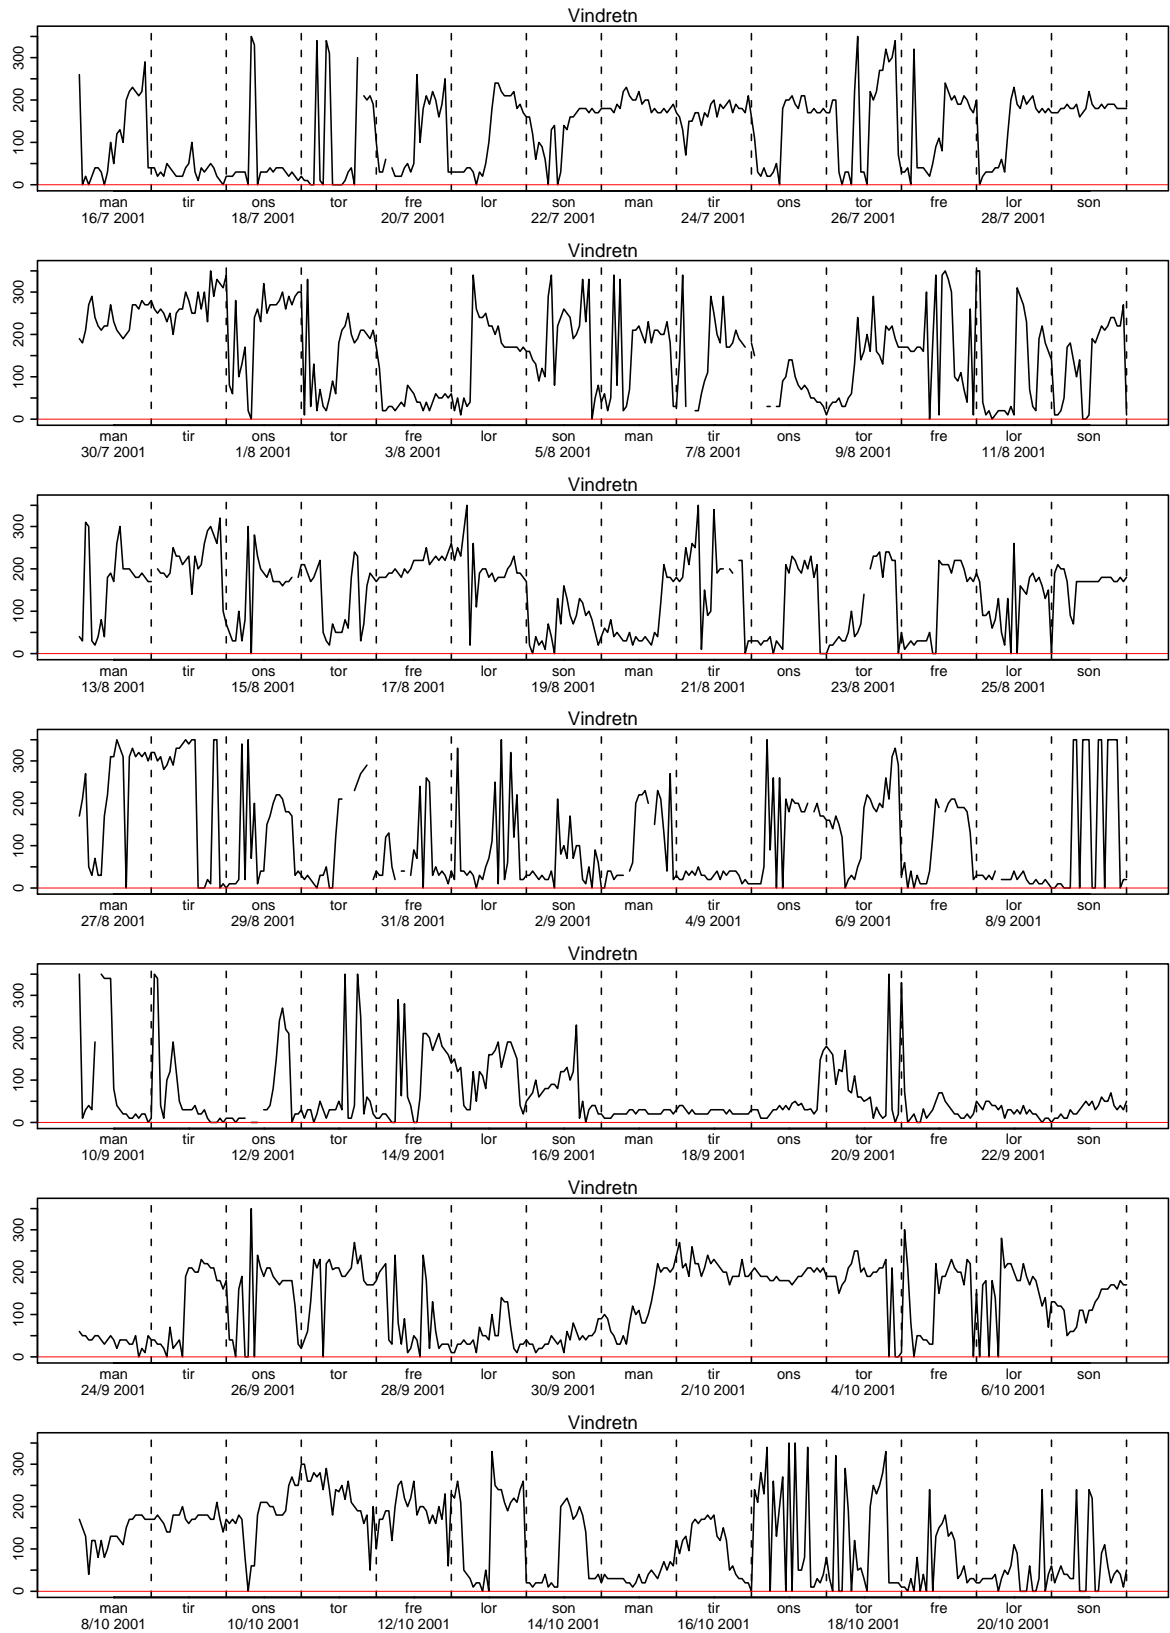 Vindretn
300
200
100
0
man tir ons tor fre lor son man tir ons tor fre lor son
16/7 2001 18/7 2001 20/7 2001 22/7 2001 24/7 2001 26/7 2001 28/7 2001
Vindretn
300
200
100
0
man tir ons tor fre lor son man tir ons tor fre lor son
30/7 2001 1/8 2001 3/8 2001 5/8 2001 7/8 2001 9/8 2001 11/8 2001
Vindretn
300
200
100
0
man tir ons tor fre lor son man tir ons tor fre lor son
13/8 2001 15/8 2001 17/8 2001 19/8 2001 21/8 2001 23/8 2001 25/8 2001
Vindretn
300
200
100
0
man tir ons tor fre lor son man tir ons tor fre lor son
27/8 2001 29/8 2001 31/8 2001 2/9 2001 4/9 2001 6/9 2001 8/9 2001
Vindretn
300
200
100
0
man tir ons tor fre lor son man tir ons tor fre lor son
10/9 2001 12/9 2001 14/9 2001 16/9 2001 18/9 2001 20/9 2001 22/9 2001
Vindretn
300
200
100
0
man tir ons tor fre lor son man tir ons tor fre lor son
24/9 2001 26/9 2001 28/9 2001 30/9 2001 2/10 2001 4/10 2001 6/10 2001
Vindretn
300
200
100
0
man tir ons tor fre lor son man tir ons tor fre lor son
8/10 2001 10/10 2001 12/10 2001 14/10 2001 16/10 2001 18/10 2001 20/10 2001